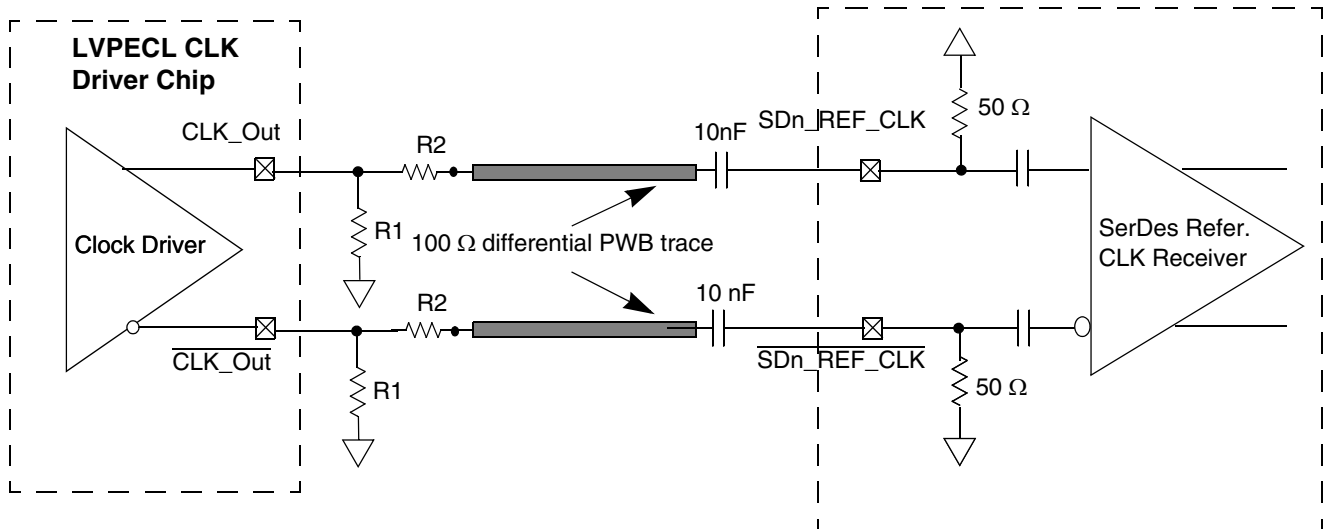 LVPECL CLK
Driver Chip
CLK_Out
R2
10nF
SDn_REF_CLK
50 Ω
Clock Driver
R1
100 Ω differential PWB trace
SerDes Refer.
CLK Receiver
R2
10 nF
CLK_Out
SDn_REF_CLK
R1
50 Ω